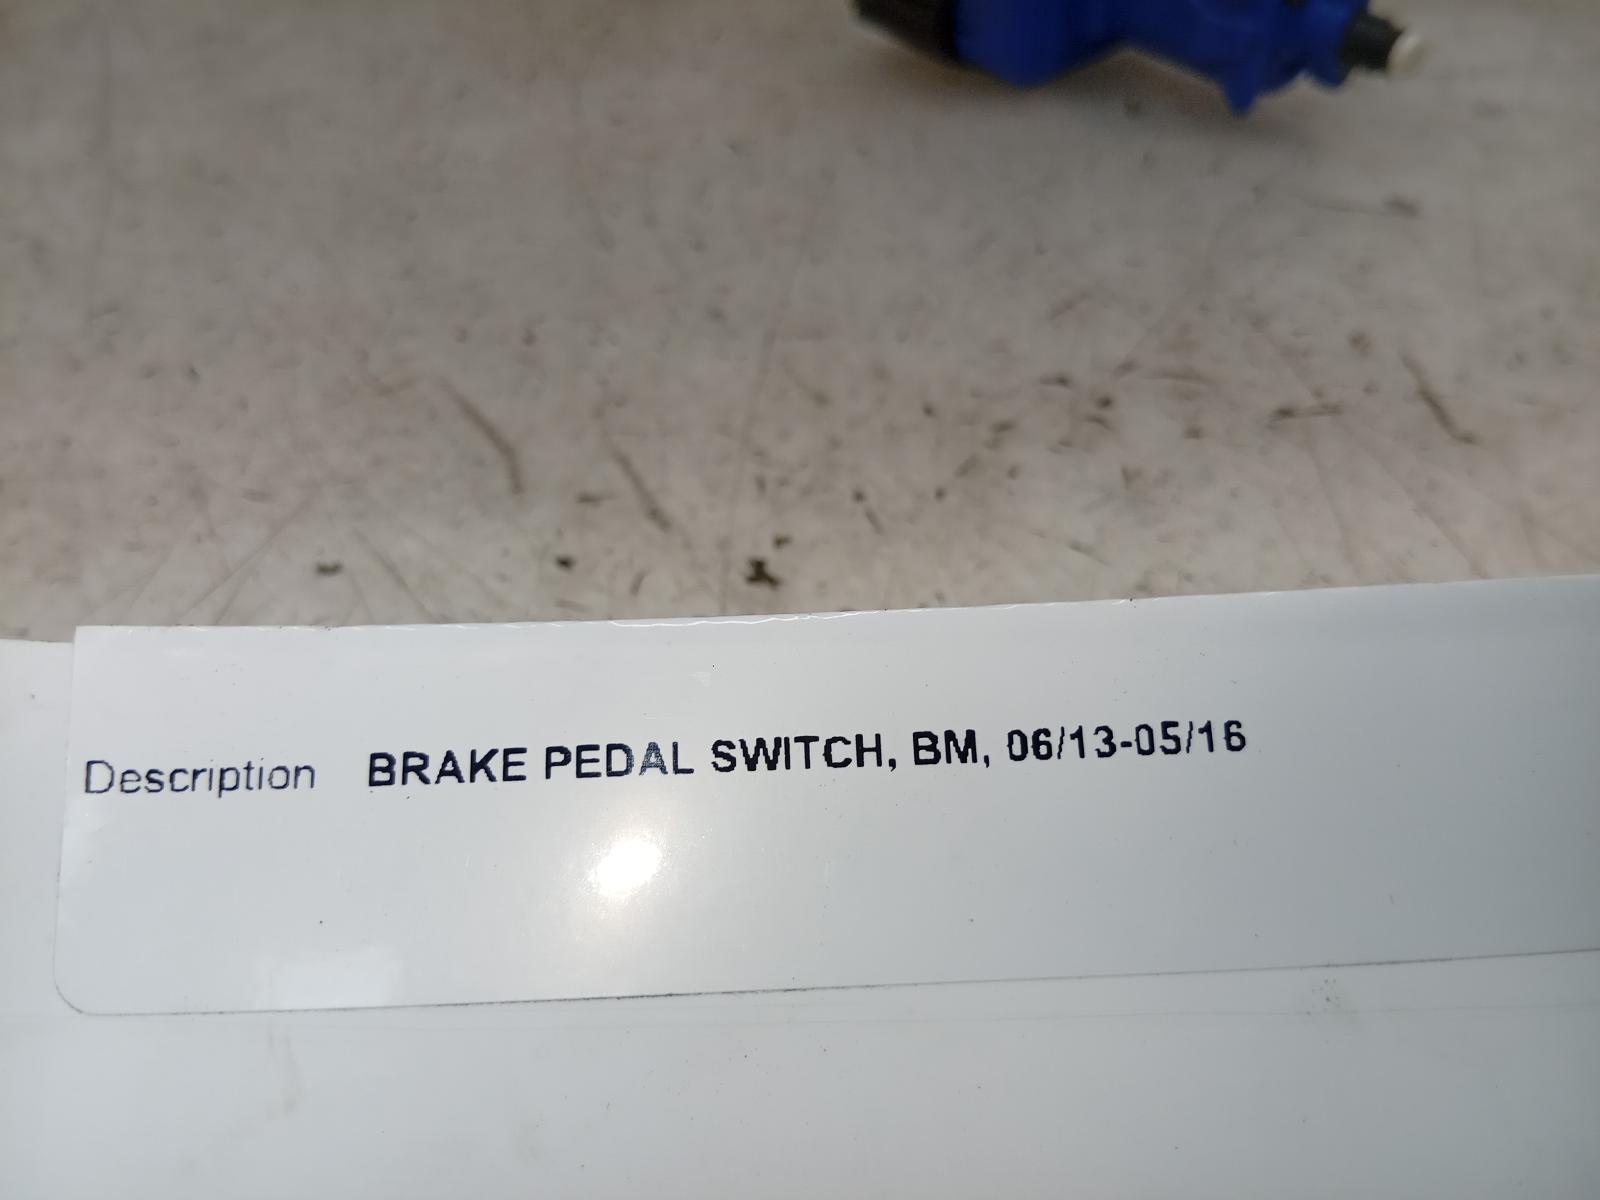 Description BRAKE PEDAL SWITCH, BM, 06/13-05/16